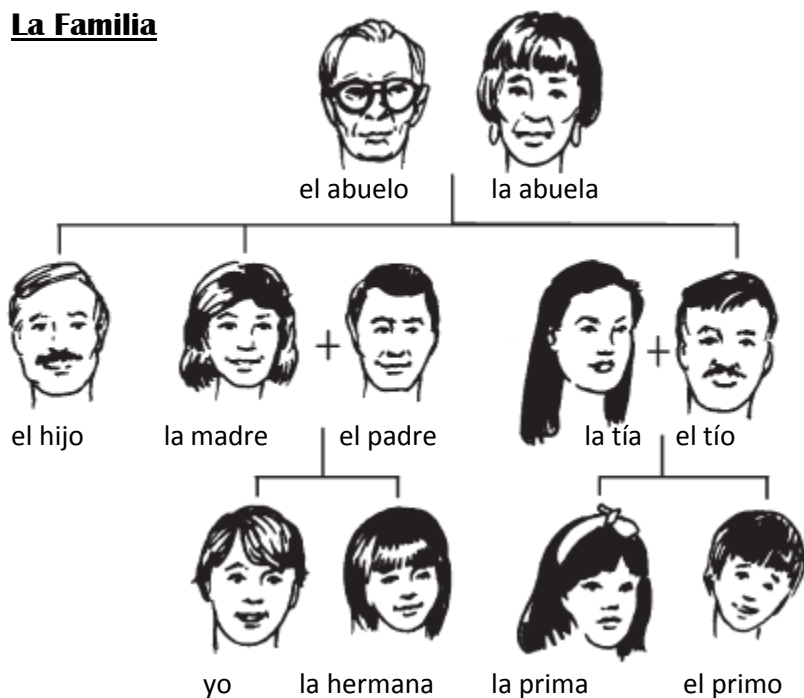 La Familia
el abuelo la abuela
el hijo la madre el padre la tía el tío
yo la hermana la prima el primo